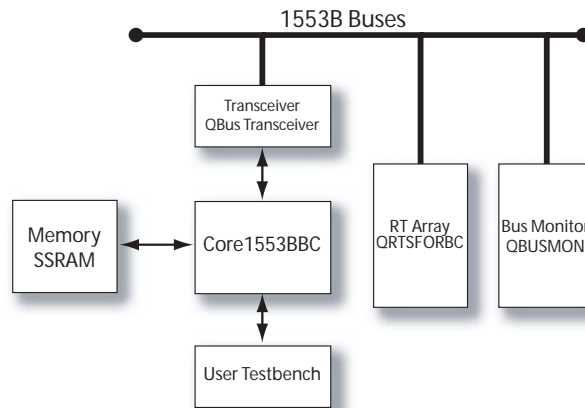 1553B Buses
Transceiver
QBus Transceiver
Memory
SSRAM
Core1553BBC
RT Array
QRTSFORBC
Bus Monitor
QBUSMON
User Testbench